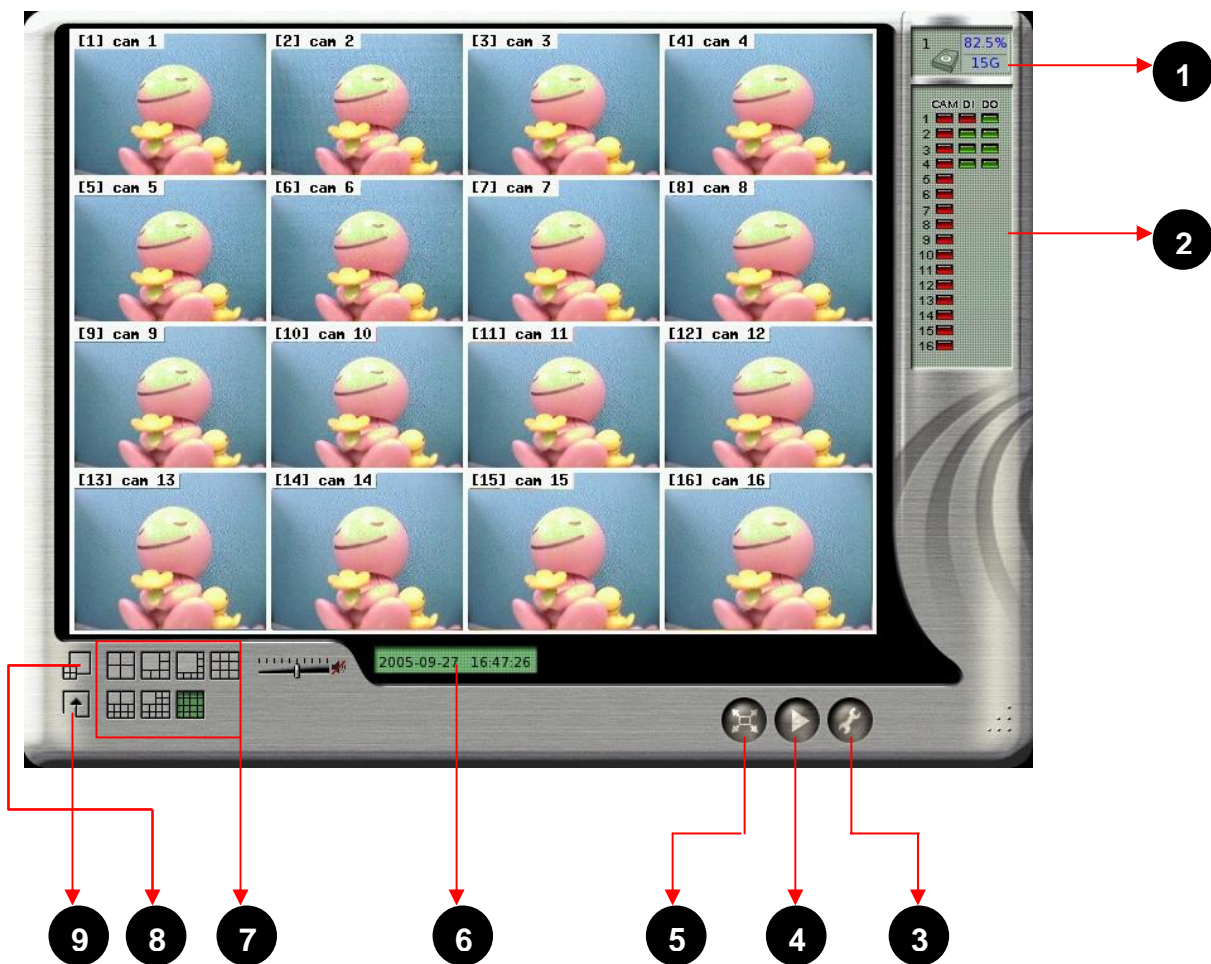 [1] cam 1
[2] cam 2
[3] cam 3
[4] cam 4
[5] cam 5
[6] cam 6
[7] cam 7
[8] cam 8
[9] cam 9
[10] cam 10
[11] cam 11
[12] cam 12
[13] cam 13
[14] cam 14
[15] cam 15
[16] cam 16
1
82.5%
15G
CAM DI DO
1
2
3
4
5
6
7
8
9
10
11
12
13
14
15
16
2005-09-27 16:47:26
1
2
9
8
7
6
5
4
3